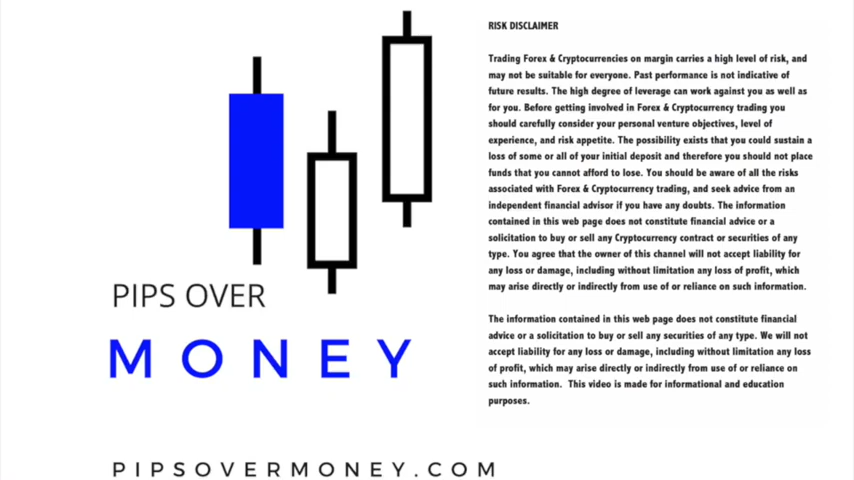 PIPS OVER
MONEY
PIPSOVERMONEY.COM
RISK DISCLAIMER
Trading Forex & Cryptocurrencies on margin carries a high level of risk, and
may not be suitable for everyone. Past performance is not indicative of
future results. The high degree of leverage can work against you as well as
for you. Before getting involved in Forex & Cryptocurrency trading you
should carefully consider your personal venture objectives, level of
experience, and risk appetite. The possibility exists that you could sustain a
loss of some or all of your initial deposit and therefore you should not place
funds that you cannot afford to lose. You should be aware of all the risks
associated with Forex & Cryptocurrency trading, and seek advice from an
independent financial advisor if you have any doubts. The information
contained in this web page does not constitute financial advice or a
solicitation to buy or sell any Cryptocurrency contract or securities of any
type. You agree that the owner of this channel will not accept liability for
any loss or damage, including without limitation any loss of profit, which
may arise directly or indirectly from use of or reliance on such information.
The information contained in this web page does not constitute financial
advice or a solicitation to buy or sell any securities of any type. We will not
accept liability for any loss or damage, including without limitation any loss
of profit, which may arise directly or indirectly from use of or reliance on
such information. This video is made for informational and education
purposes.